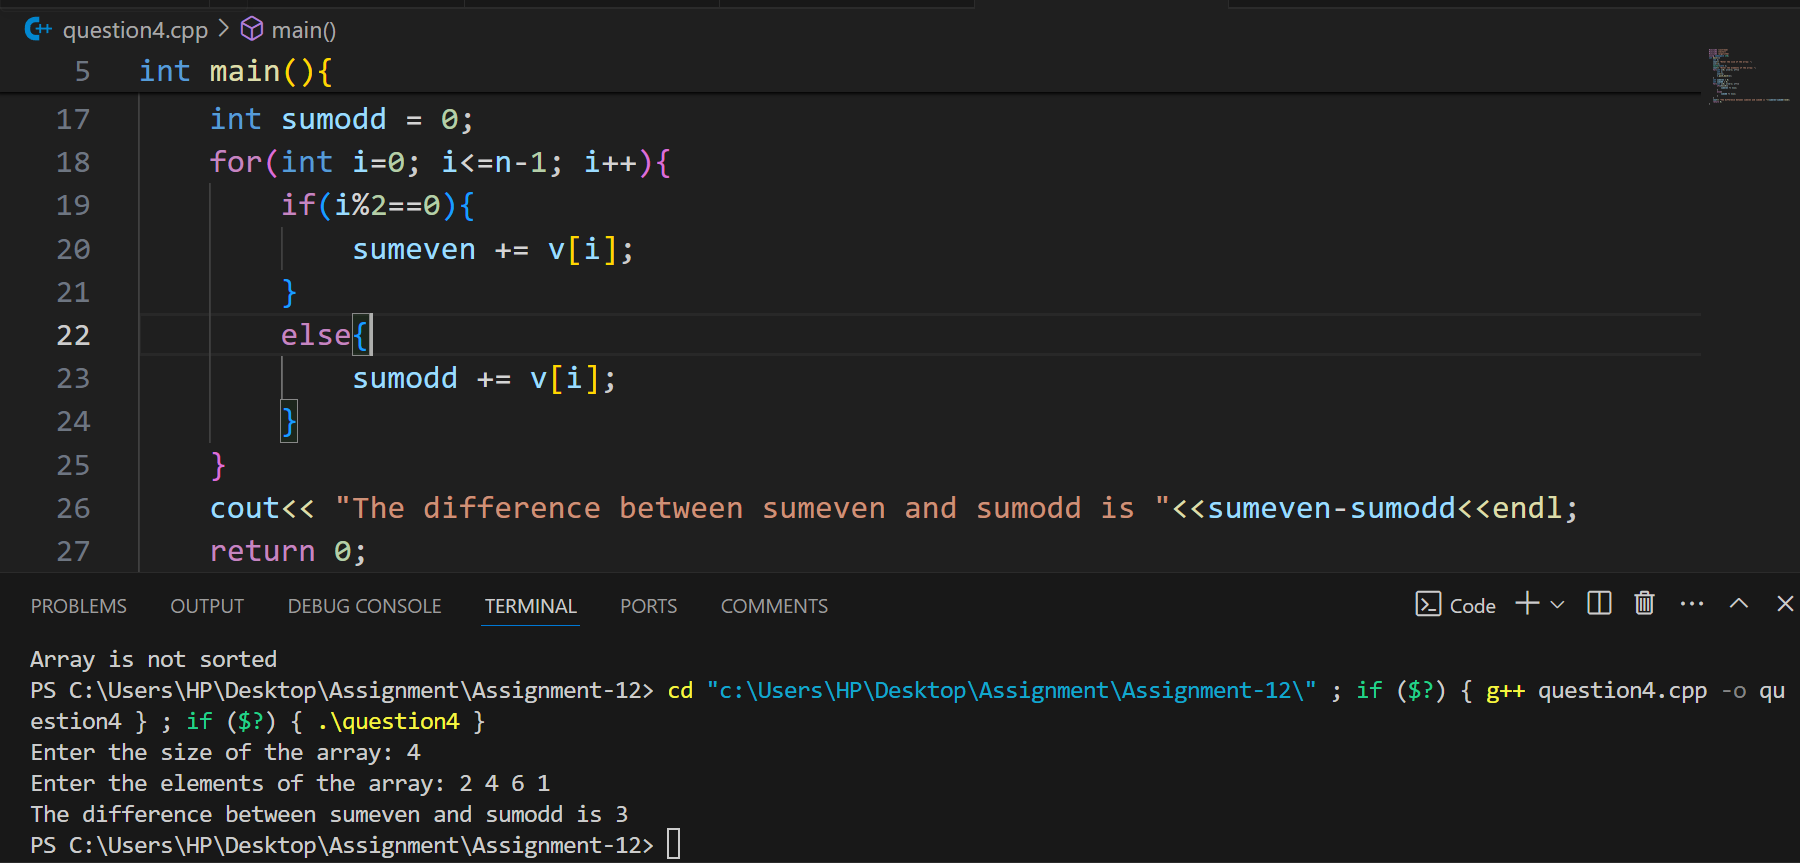 question4.cpp > main()
5 int main(){
17 int sumodd = 0;
18 for(int i=0; i<=n-1; i++){
19 if(i%2==0){
20 sumeven += v[i];
21 }
22 else{
23 sumodd += v[i];
24 }
25 }
26 cout<< "The difference between sumeven and sumodd is "<<sumeven-sumodd<<endl;
27 return 0;
PROBLEMS OUTPUT DEBUG CONSOLE TERMINAL PORTS COMMENTS Code
Array is not sorted
PS C:\Users\HP\Desktop\Assignment\Assignment-12> cd "c:\Users\HP\Desktop\Assignment\Assignment-12\" ; if ($?) { g++ question4.cpp -o qu
estion4 } ; if ($?) { .\question4 }
Enter the size of the array: 4
Enter the elements of the array: 2 4 6 1
The difference between sumeven and sumodd is 3
PS C:\Users\HP\Desktop\Assignment\Assignment-12>